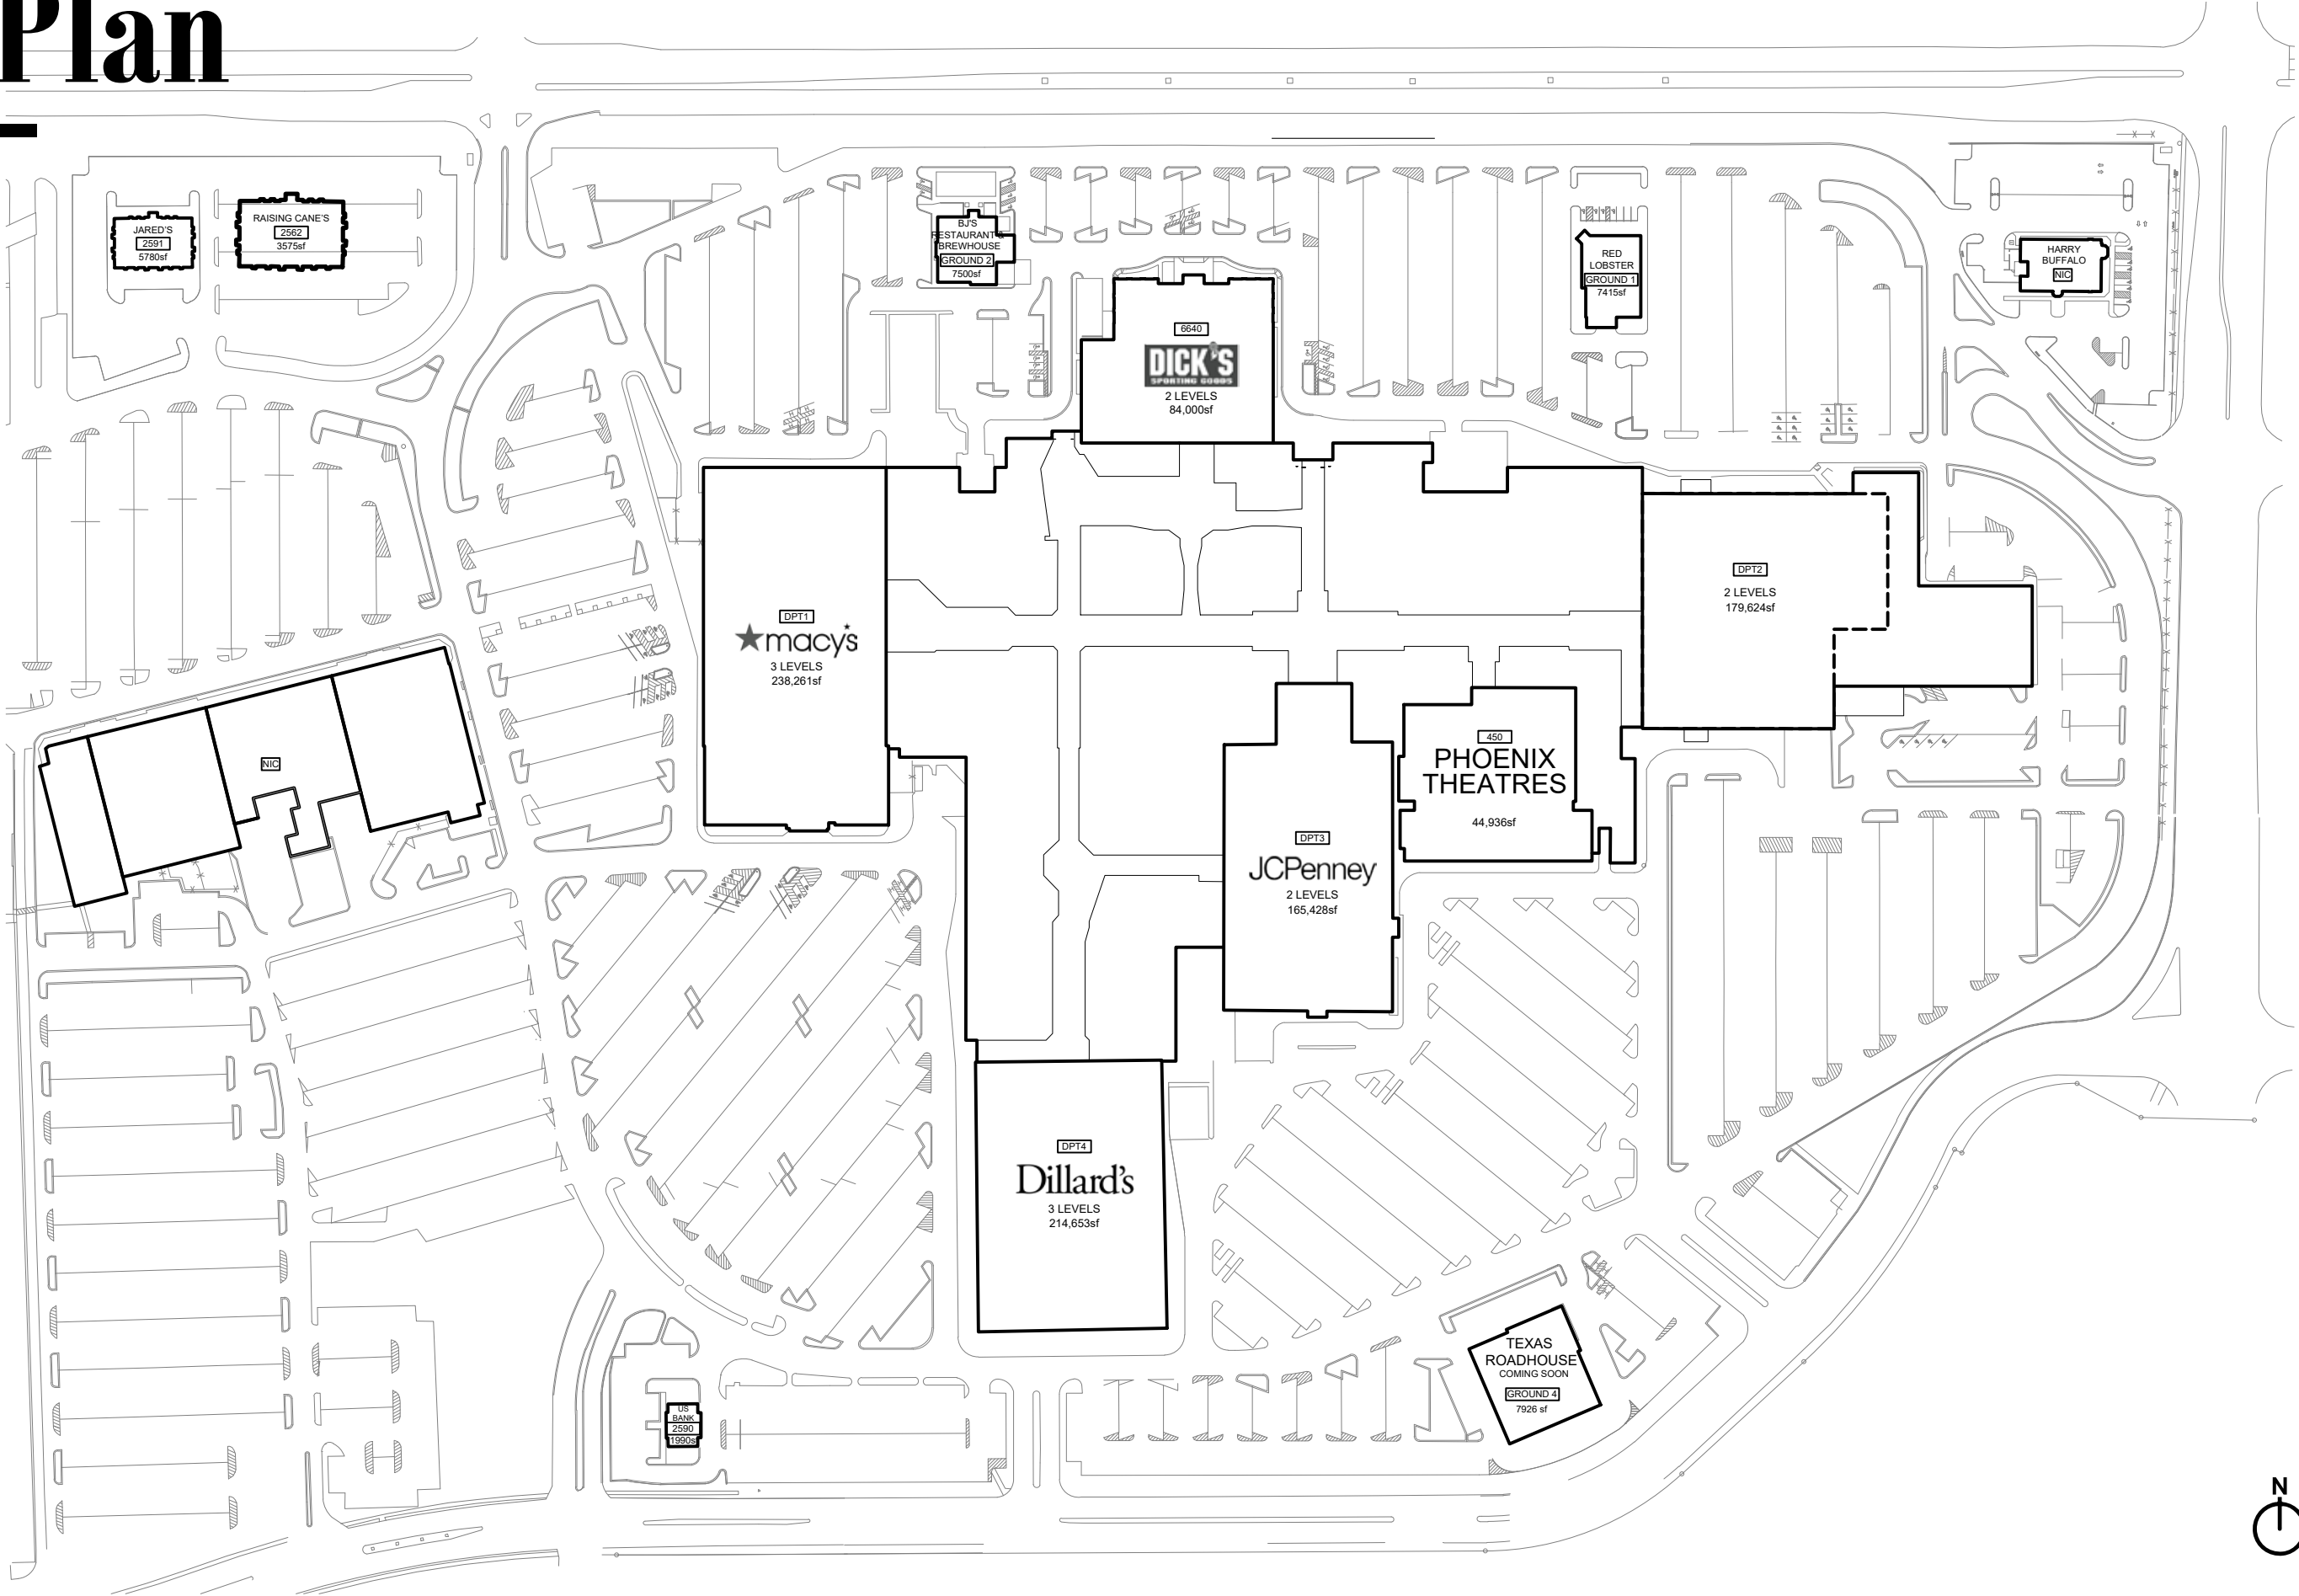 Plan
JARED'S
2591
5780sf
RAISING CANE'S
2562
3575sf
BJ'S
RESTAURANT &
BREWHOUSE
GROUND 2
7500sf
RED
LOBSTER
GROUND 1
7415sf
HARRY
BUFFALO
NIC
6640
DICK'S
SPORTING GOODS
2 LEVELS
84,000sf
DPT1
macy's
3 LEVELS
238,261sf
DPT2
2 LEVELS
179,624sf
NIC
450
PHOENIX
THEATRES
44,936sf
DPT3
JCPenney
2 LEVELS
165,428sf
DPT4
Dillard's
3 LEVELS
214,653sf
TEXAS
ROADHOUSE
COMING SOON
GROUND 4
7926 sf
US
BANK
2590
1990sf
N